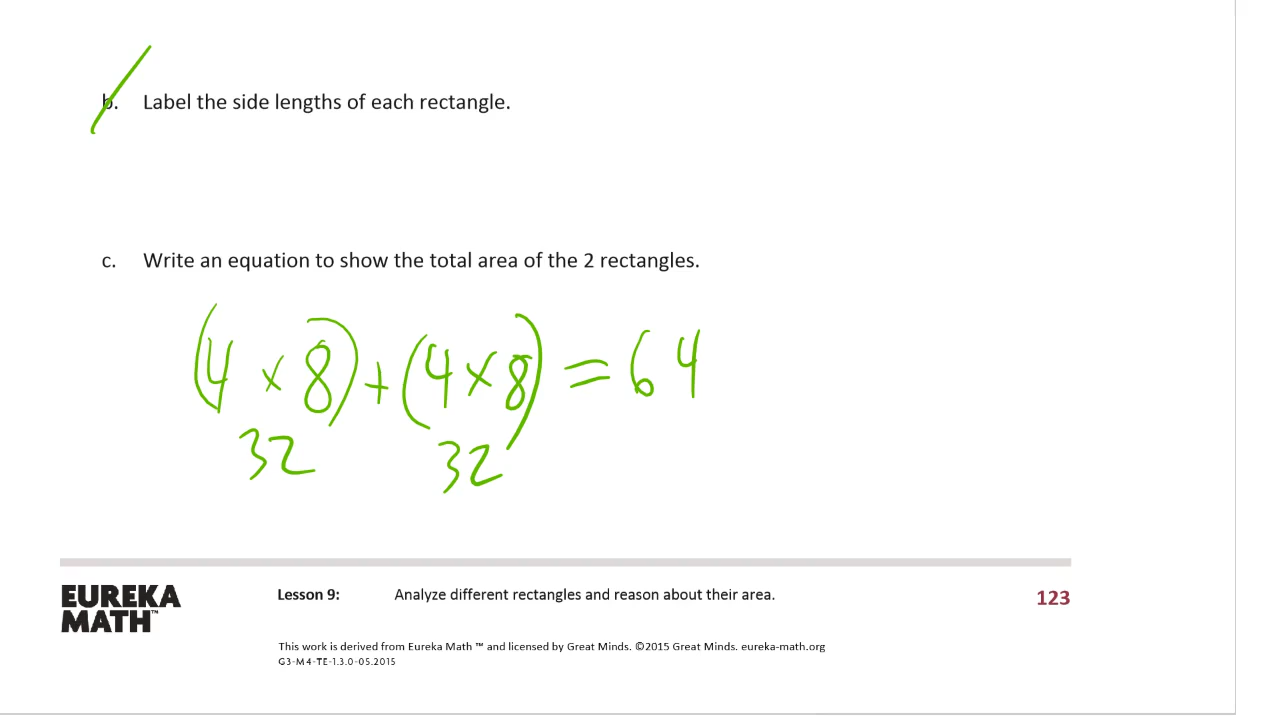 b. Label the side lengths of each rectangle.
c. Write an equation to show the total area of the 2 rectangles.
(4 × 8) + (4 × 8) = 64
32 32
EUREKA
MATH™
Lesson 9: Analyze different rectangles and reason about their area.
123
This work is derived from Eureka Math ™ and licensed by Great Minds. ©2015 Great Minds. eureka-math.org
G3-M4-TE-1.3.0-05.2015